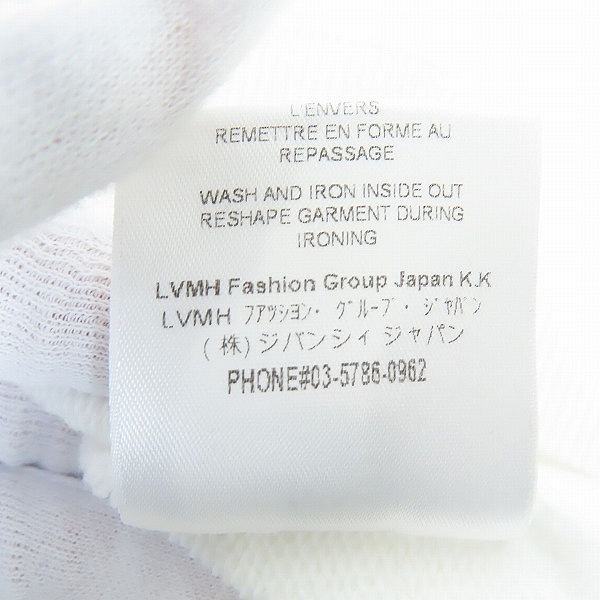 L'ENVERS
REMETTRE EN FORME AU
REPASSAGE
WASH AND IRON INSIDE OUT
RESHAPE GARMENT DURING
IRONING
LVMH Fashion Group Japan K.K
LVMH ファツシヨン・グループ・ジャパン
(株)ジバンシィ ジャパン
PHONE#03-5786-0962